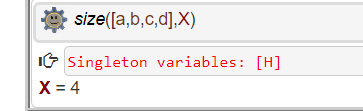 size([a,b,c,d],X)
Singleton variables: [H]
X = 4